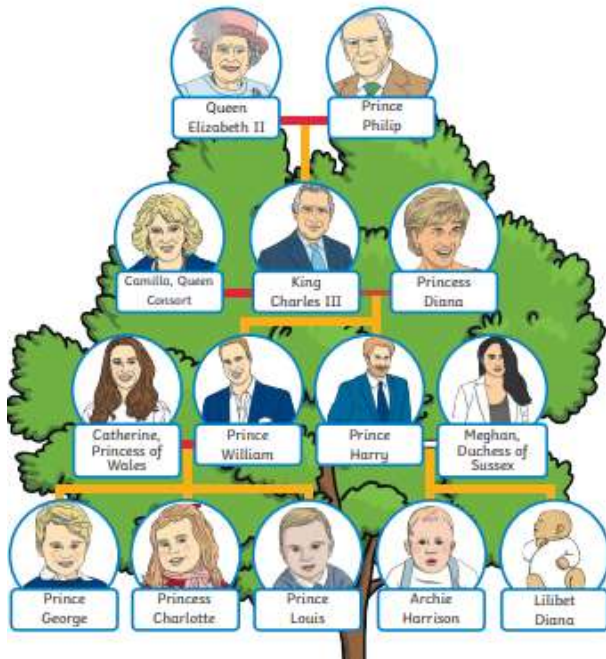 Queen
Elizabeth II
Prince
Philip
Camilla, Queen
Consort
King
Charles III
Princess
Diana
Catherine,
Princess of
Wales
Prince
William
Prince
Harry
Meghan,
Duchess of
Sussex
Prince
George
Princess
Charlotte
Prince
Louis
Archie
Harrison
Lilibet
Diana